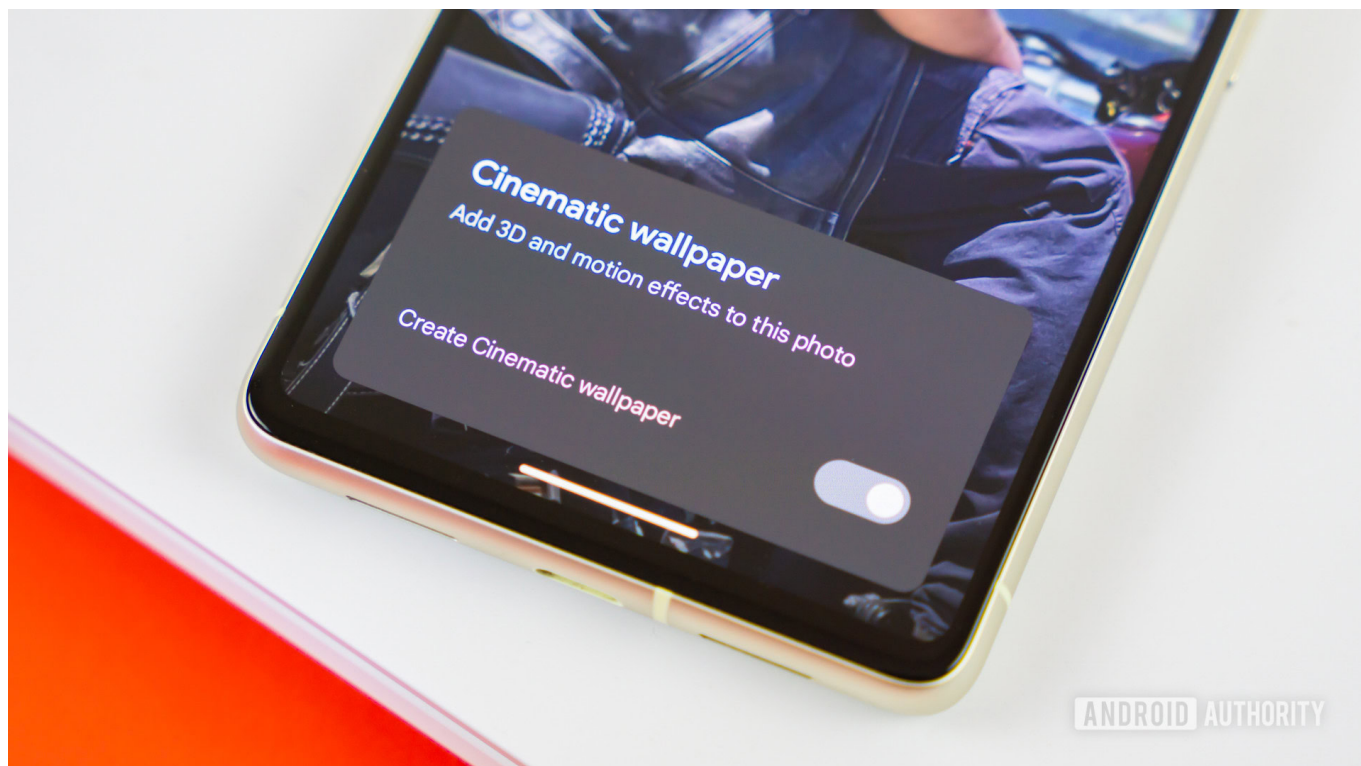 Cinematic wallpaper
Add 3D and motion effects to this photo
Create Cinematic wallpaper
ANDROID AUTHORITY